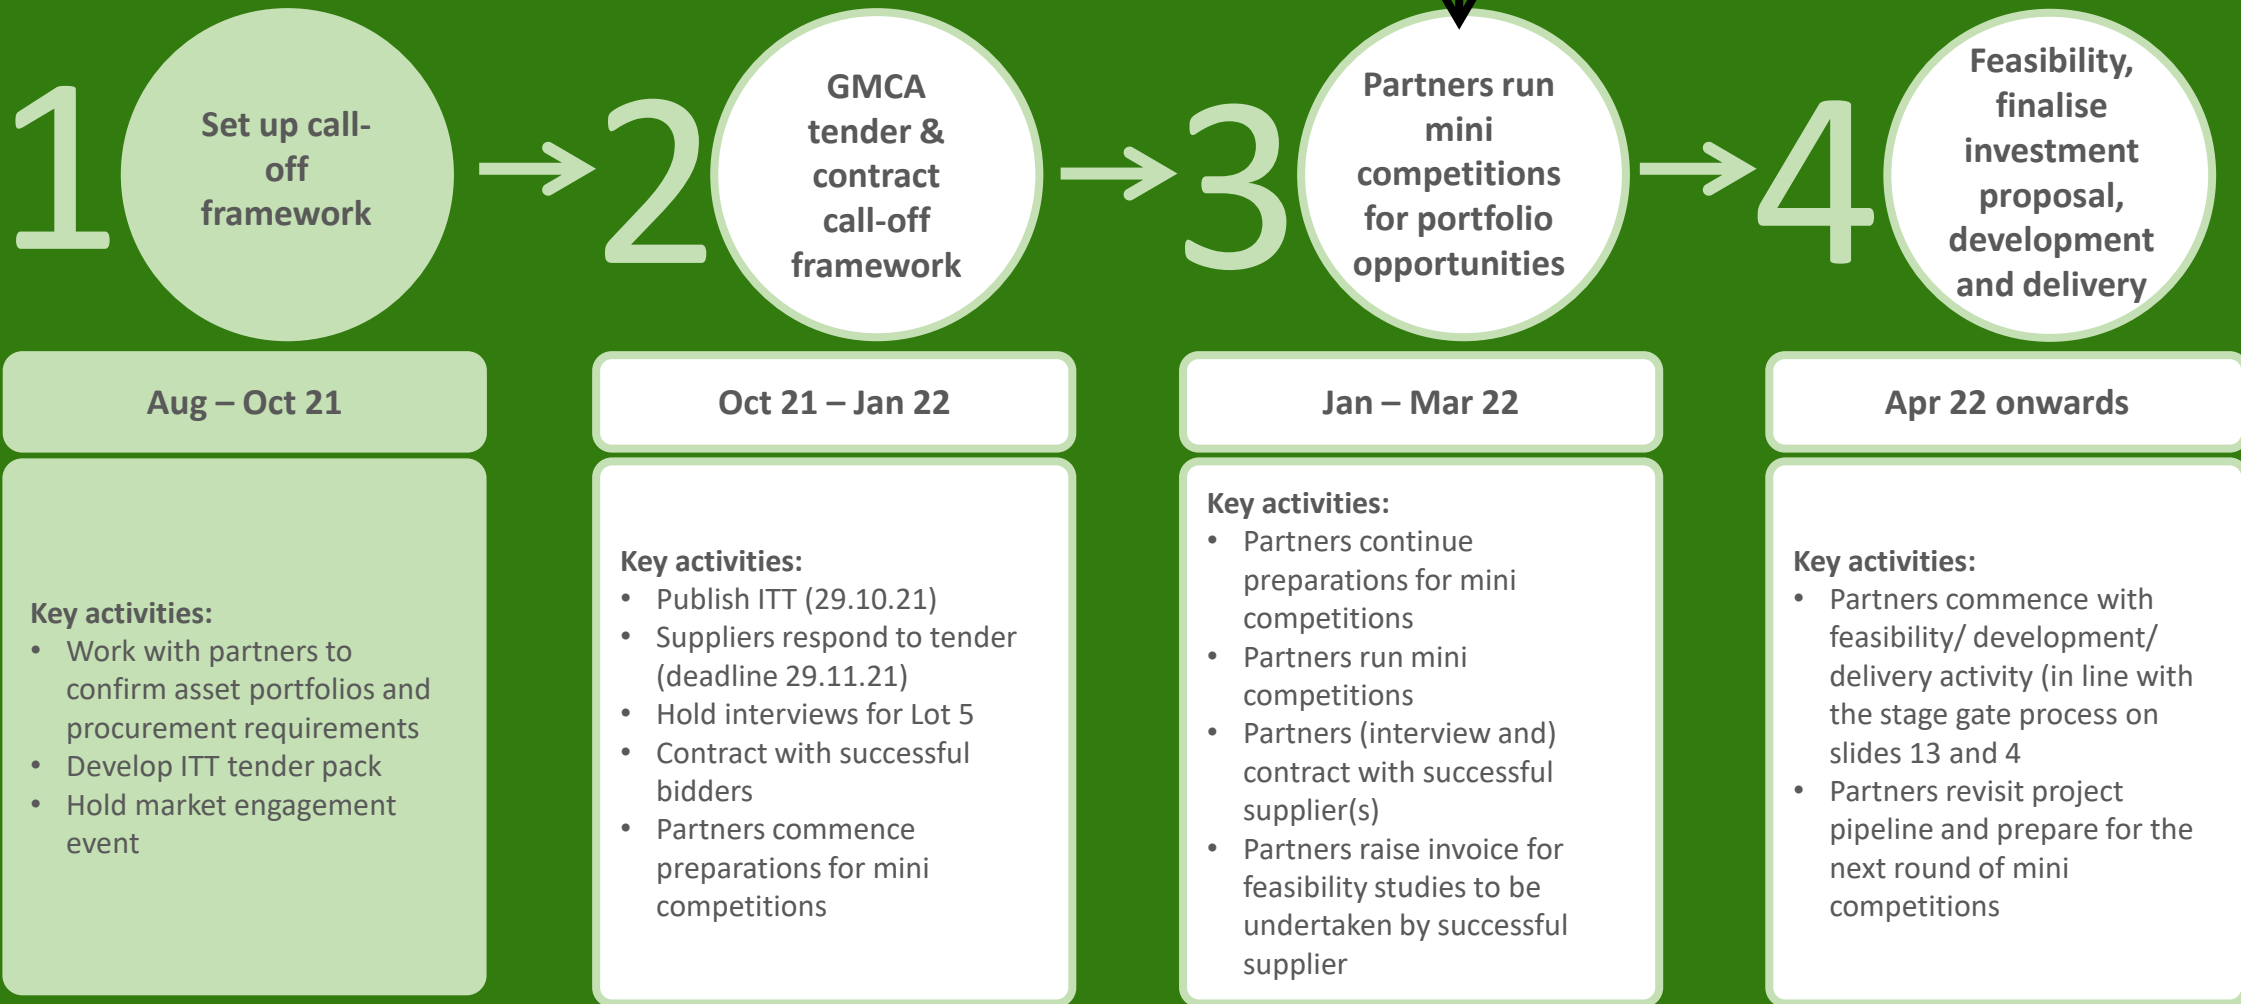 1
Set up call-
off
framework
2
GMCA
tender &
contract
call-off
framework
3
Partners run
mini
competitions
for portfolio
opportunities
4
Feasibility,
finalise
investment
proposal,
development
and delivery
Aug – Oct 21
Oct 21 – Jan 22
Jan – Mar 22
Apr 22 onwards
Key activities:
• Work with partners to
confirm asset portfolios and
procurement requirements
• Develop ITT tender pack
• Hold market engagement
event
Key activities:
• Publish ITT (29.10.21)
• Suppliers respond to tender
(deadline 29.11.21)
• Hold interviews for Lot 5
• Contract with successful
bidders
• Partners commence
preparations for mini
competitions
Key activities:
• Partners continue
preparations for mini
competitions
• Partners run mini
competitions
• Partners (interview and)
contract with successful
supplier(s)
• Partners raise invoice for
feasibility studies to be
undertaken by successful
supplier
Key activities:
• Partners commence with
feasibility/ development/
delivery activity (in line with
the stage gate process on
slides 13 and 4
• Partners revisit project
pipeline and prepare for the
next round of mini
competitions